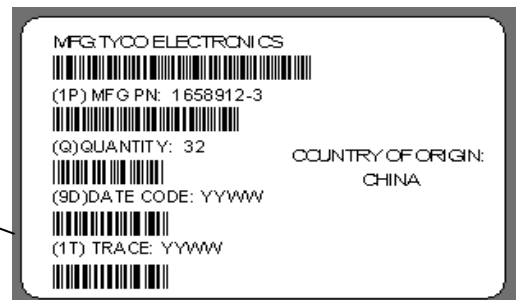 MFG: TYCO ELECTRONICS
(1P) MFG PN: 1658912-3
(Q)QUANTITY: 32
COUNTRY OF ORIGIN:
CHINA
(9D)DATE CODE: YYWW
(1T) TRACE: YYWW